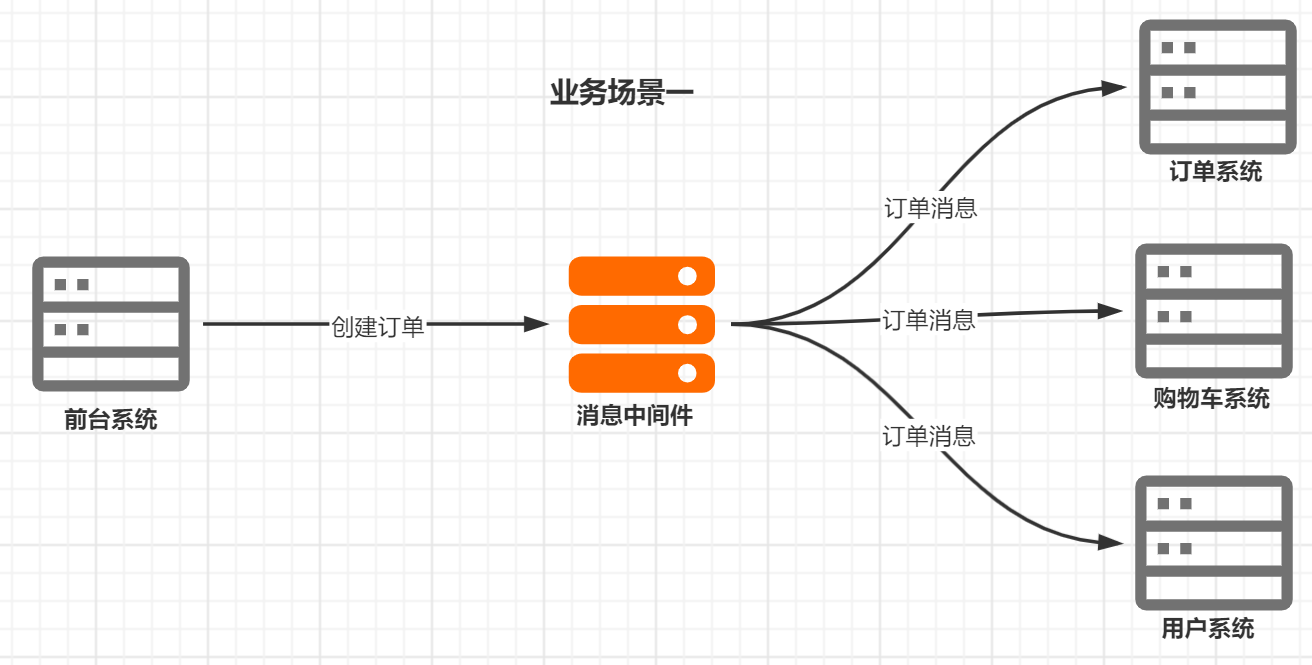 业务场景一
订单系统
订单消息
前台系统
创建订单
消息中间件
订单消息
购物车系统
订单消息
用户系统